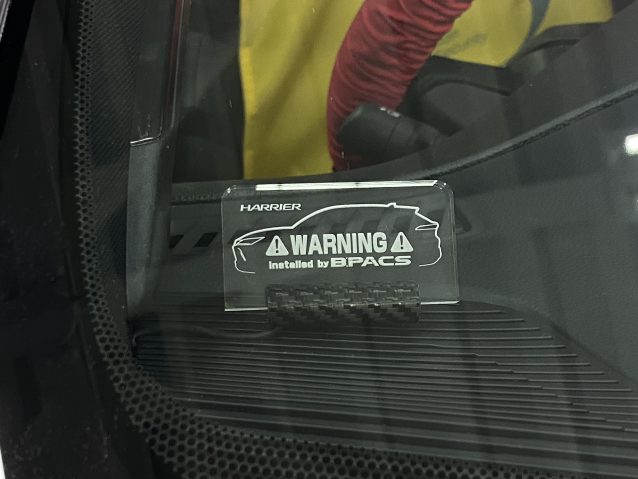 HARRIER
⚠WARNING⚠
installed by B.PACS